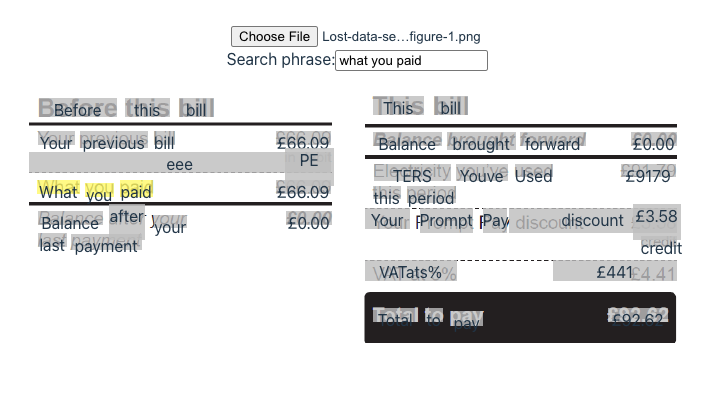 Choose File Lost-data-se...figure-1.png
Search phrase: what you paid
Before this bill
Your previous bill £66.09
eee PE
What you paid £66.09
Balance after your £0.00
last payment
This bill
Balance brought forward £0.00
TERS Youve Used £9179
this period
Your Prompt Pay discount £3.58
credit
VATats% £441
Total to pay £92.62